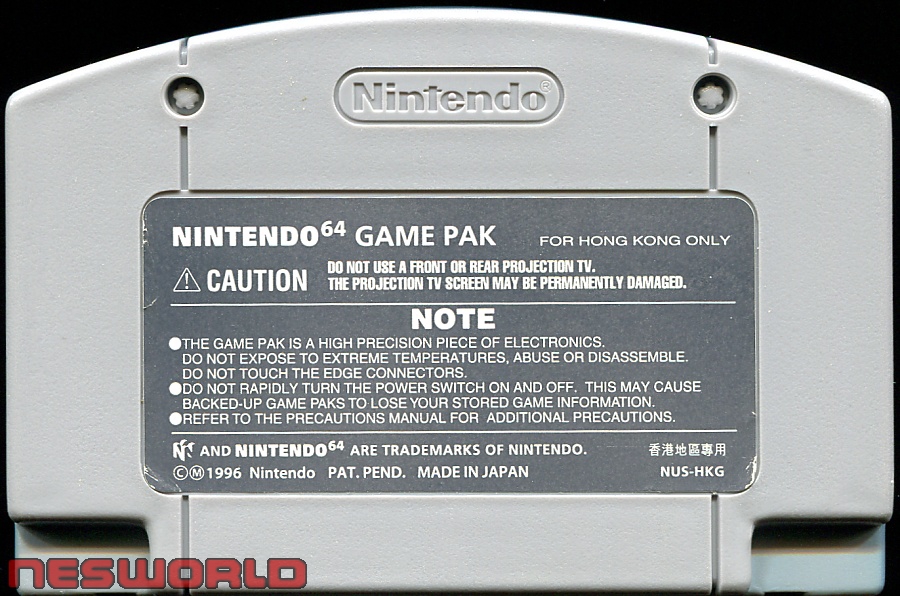 Nintendo®
NINTENDO64 GAME PAK FOR HONG KONG ONLY
CAUTION DO NOT USE A FRONT OR REAR PROJECTION TV.
THE PROJECTION TV SCREEN MAY BE PERMANENTLY DAMAGED.
NOTE
●THE GAME PAK IS A HIGH PRECISION PIECE OF ELECTRONICS.
DO NOT EXPOSE TO EXTREME TEMPERATURES, ABUSE OR DISASSEMBLE.
DO NOT TOUCH THE EDGE CONNECTORS.
●DO NOT RAPIDLY TURN THE POWER SWITCH ON AND OFF. THIS MAY CAUSE
BACKED-UP GAME PAKS TO LOSE YOUR STORED GAME INFORMATION.
●REFER TO THE PRECAUTIONS MANUAL FOR ADDITIONAL PRECAUTIONS.
AND NINTENDO64 ARE TRADEMARKS OF NINTENDO. 香港地區專用
©Ⓜ1996 Nintendo PAT. PEND. MADE IN JAPAN NUS-HKG
NESWORLD